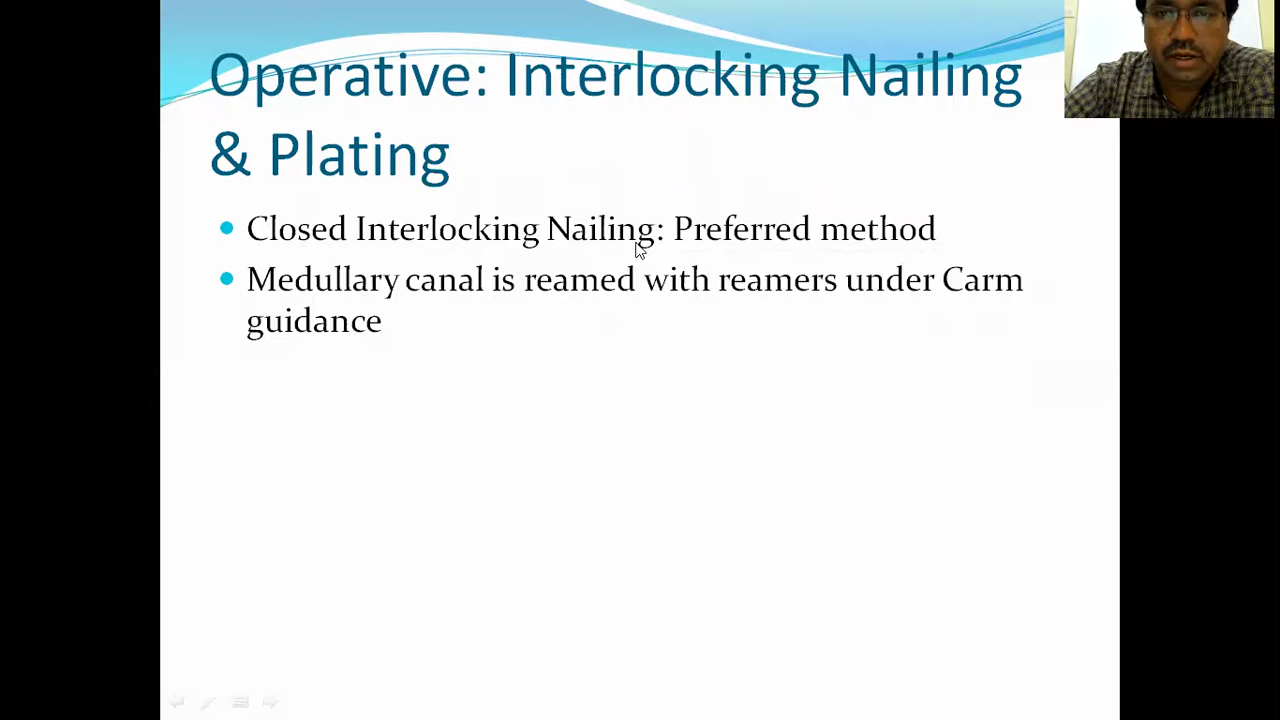 Operative: Interlocking Nailing
& Plating
Closed Interlocking Nailing: Preferred method
Medullary canal is reamed with reamers under Carm
guidance